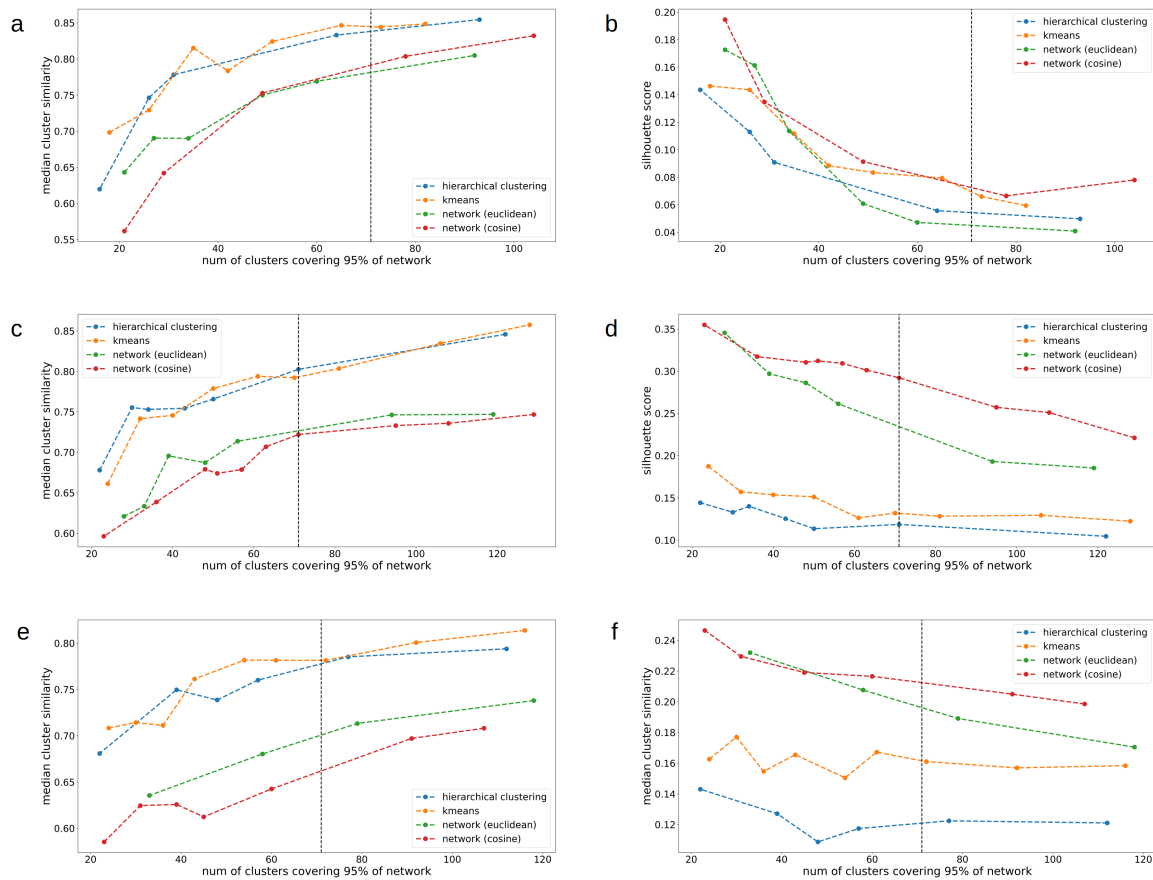 a
0.85
0.80
0.75
0.70
0.65
0.60
0.55
20
40
60
80
100
median cluster similarity
num of clusters covering 95% of network
hierarchical clustering
kmeans
network (euclidean)
network (cosine)
b
0.20
0.18
0.16
0.14
0.12
0.10
0.08
0.06
0.04
20
40
60
80
100
silhouette score
num of clusters covering 95% of network
hierarchical clustering
kmeans
network (euclidean)
network (cosine)
c
0.85
0.80
0.75
0.70
0.65
0.60
20
40
60
80
100
120
median cluster similarity
num of clusters covering 95% of network
hierarchical clustering
kmeans
network (euclidean)
network (cosine)
d
0.35
0.30
0.25
0.20
0.15
0.10
20
40
60
80
100
120
silhouette score
num of clusters covering 95% of network
hierarchical clustering
kmeans
network (euclidean)
network (cosine)
e
0.80
0.75
0.70
0.65
0.60
20
40
60
80
100
120
median cluster similarity
num of clusters covering 95% of network
hierarchical clustering
kmeans
network (euclidean)
network (cosine)
f
0.24
0.22
0.20
0.18
0.16
0.14
0.12
20
40
60
80
100
120
median cluster similarity
num of clusters covering 95% of network
hierarchical clustering
kmeans
network (euclidean)
network (cosine)